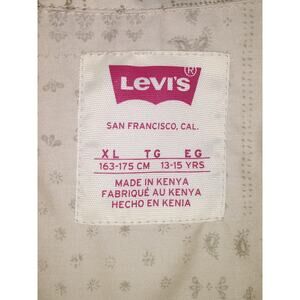 LEVI'S®
SAN FRANCISCO, CAL.
XL TG EG
163-175 CM 13-15 YRS
MADE IN KENYA
FABRIQUÉ AU KENYA
HECHO EN KENIA